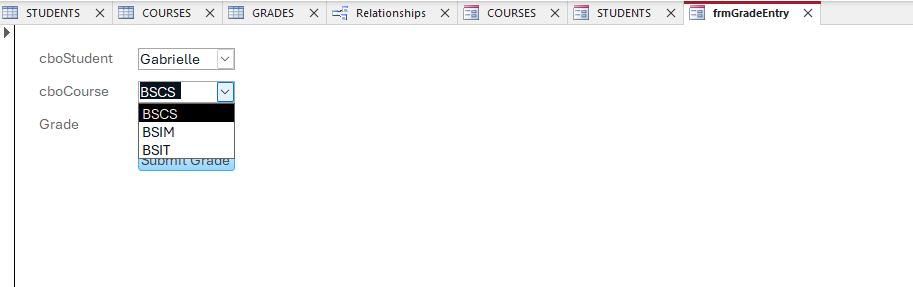 STUDENTS COURSES GRADES Relationships COURSES STUDENTS frmGradeEntry
cboStudent Gabrielle
cboCourse BSCS
BSCS
Grade
BSIM
BSIT
Submit Grade